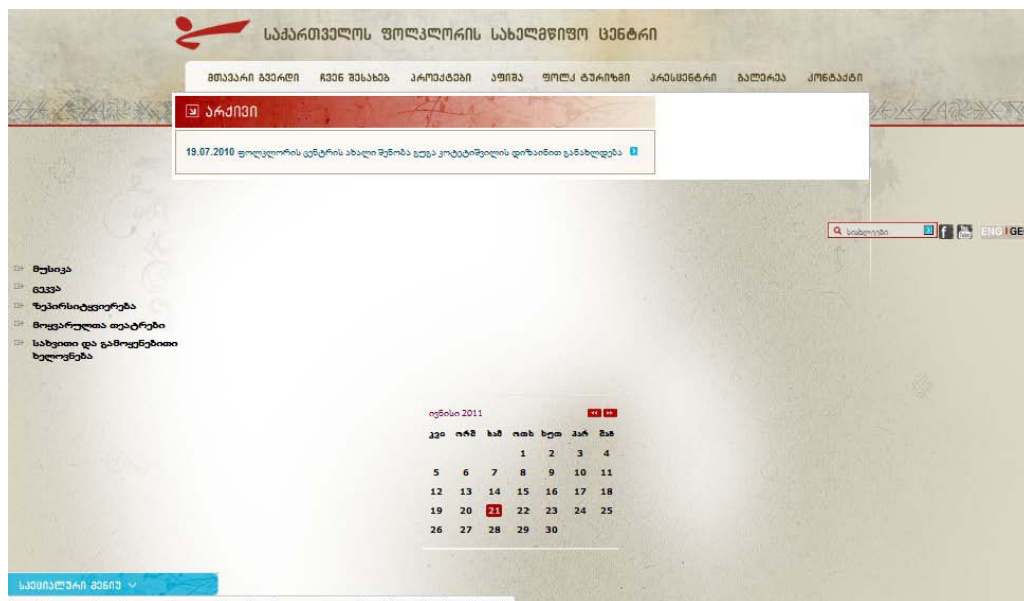 საქართველოს ფოლკლორის სახელმწიფო ცენტრი
მთავარი გვერდი ჩვენ შესახებ პროექტები აფიშა ფოლკ ტურიზმი პრესცენტრი გალერეა კონტაქტი
არქივი
19.07.2010 ფოლკლორის ცენტრის ახალი შენობა გუგა კოტეტიშვილის დიზაინით განახლდება
სიახლეები ENG GEO
მუსიკა
ცეკვა
ზეპირსიტყვიერება
მოყვარულთა თეატრები
სახვითი და გამოყენებითი
ხელოვნება
ივნისი 2011
კვი ორშ სამ ოთხ ხუთ პარ შაბ
1 2 3 4
5 6 7 8 9 10 11
12 13 14 15 16 17 18
19 20 21 22 23 24 25
26 27 28 29 30
სპეციალური მენიუ